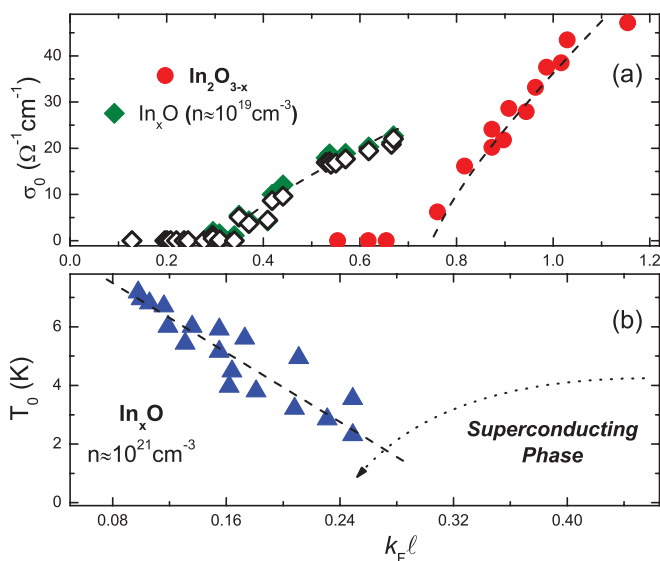 50
40
30
20
10
0
σ₀ (Ω⁻¹cm⁻¹)
In₂O₃₋ₓ
InₓO (n≈10¹⁹cm⁻³)
(a)
0.0 0.2 0.4 0.6 0.8 1.0 1.2
6
4
2
0
T₀ (K)
(b)
InₓO
n≈10²¹cm⁻³
Superconducting
Phase
0.08 0.16 0.24 0.32 0.40
k_Fℓ